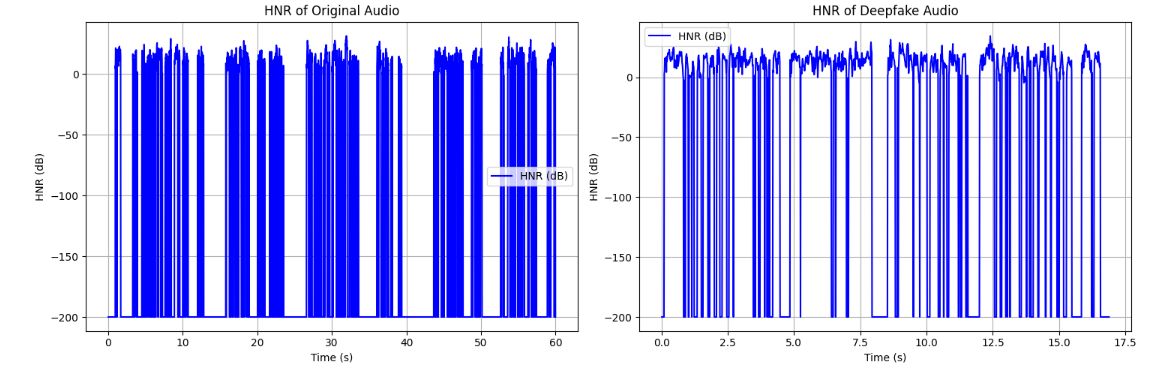 HNR of Original Audio
HNR (dB)
0
−50
−100
−150
−200
HNR (dB)
0 10 20 30 40 50 60
Time (s)
HNR of Deepfake Audio
HNR (dB)
HNR (dB)
0
−50
−100
−150
−200
0.0 2.5 5.0 7.5 10.0 12.5 15.0 17.5
Time (s)